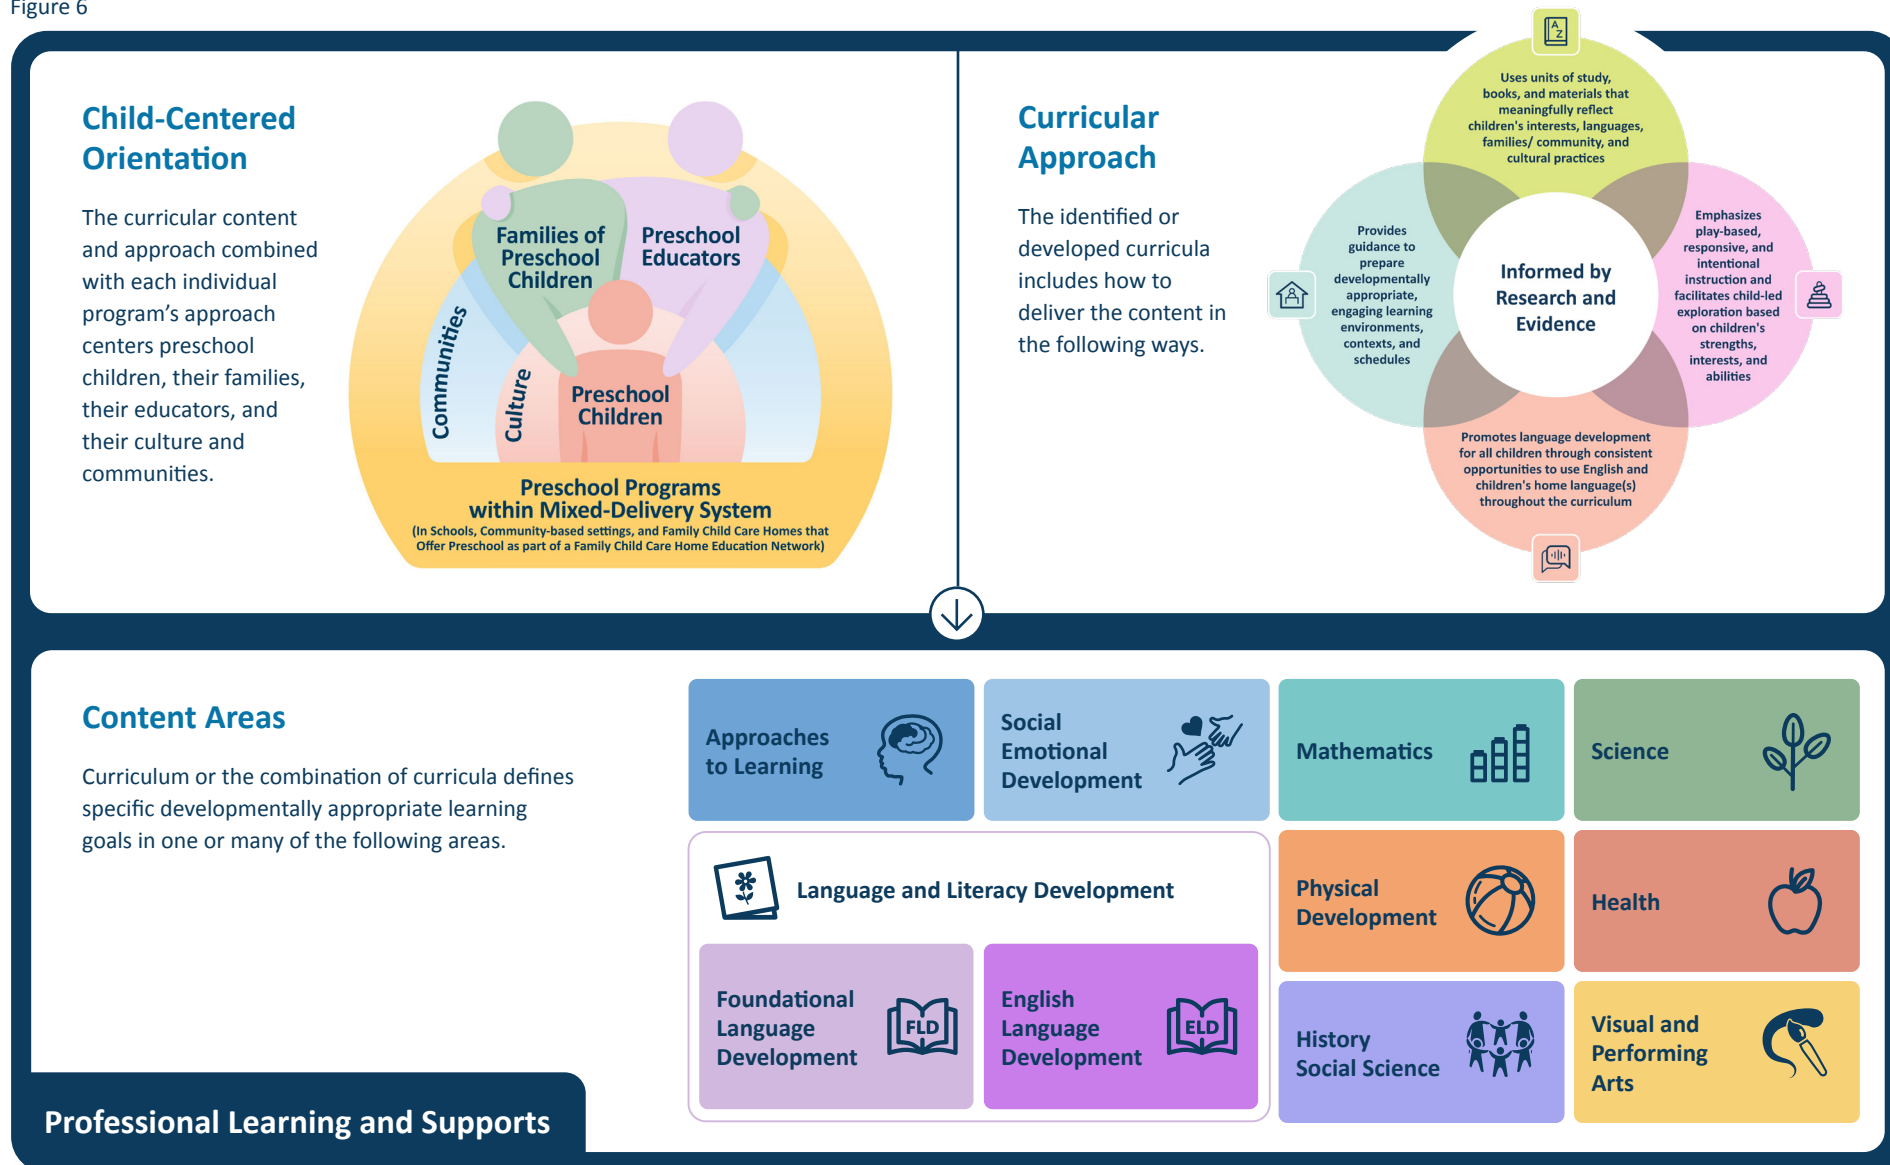 Figure 6
Child-Centered
Orientation
The curricular content
and approach combined
with each individual
program's approach
centers preschool
children, their families,
their educators, and
their culture and
communities.
Families of
Preschool
Children
Preschool
Educators
Communities
Culture
Preschool
Children
Preschool Programs
within Mixed-Delivery System
(In Schools, Community-based settings, and Family Child Care Homes that
Offer Preschool as part of a Family Child Care Home Education Network)
Curricular
Approach
The identified or
developed curricula
includes how to
deliver the content in
the following ways.
A
Z
Uses units of study,
books, and materials that
meaningfully reflect
children's interests, languages,
families/ community, and
cultural practices
Provides
guidance to
prepare
developmentally
appropriate,
engaging learning
environments,
contexts, and
schedules
Informed by
Research and
Evidence
Emphasizes
play-based,
responsive, and
intentional
instruction and
facilitates child-led
exploration based
on children's
strengths,
interests, and
abilities
Promotes language development
for all children through consistent
opportunities to use English and
children's home language(s)
throughout the curriculum
Content Areas
Curriculum or the combination of curricula defines
specific developmentally appropriate learning
goals in one or many of the following areas.
Approaches
to Learning
Social
Emotional
Development
Mathematics
Science
Language and Literacy Development
Foundational
Language
Development
FLD
English
Language
Development
ELD
Physical
Development
Health
History
Social Science
Visual and
Performing
Arts
Professional Learning and Supports